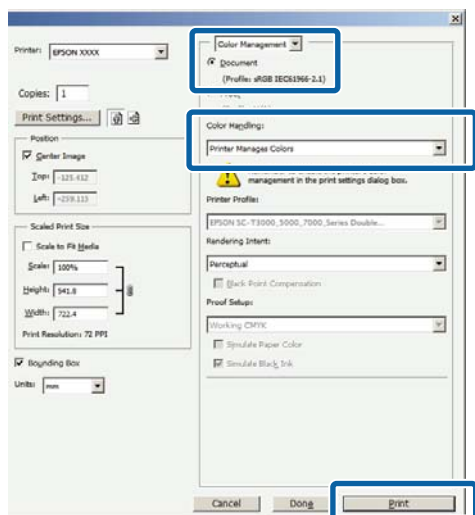 Printer: EPSON XXXX
Copies: 1
Print Settings...
Position
Center Image
Top: -125.412
Left: -259.113
Scaled Print Size
Scale to Fit Media
Scale: 100%
Height: 541.8
Width: 722.4
Print Resolution: 72 PPI
Bounding Box
Units: mm
Color Management
Document
(Profile: sRGB IEC61966-2.1)
Color Handling:
Printer Manages Colors
management in the print settings dialog box.
Printer Profile:
EPSON SC-T3000_5000_7000_Series Double...
Rendering Intent:
Perceptual
Black Point Compensation
Proof Setup:
Working CMYK
Simulate Paper Color
Simulate Black Ink
Cancel Done Print